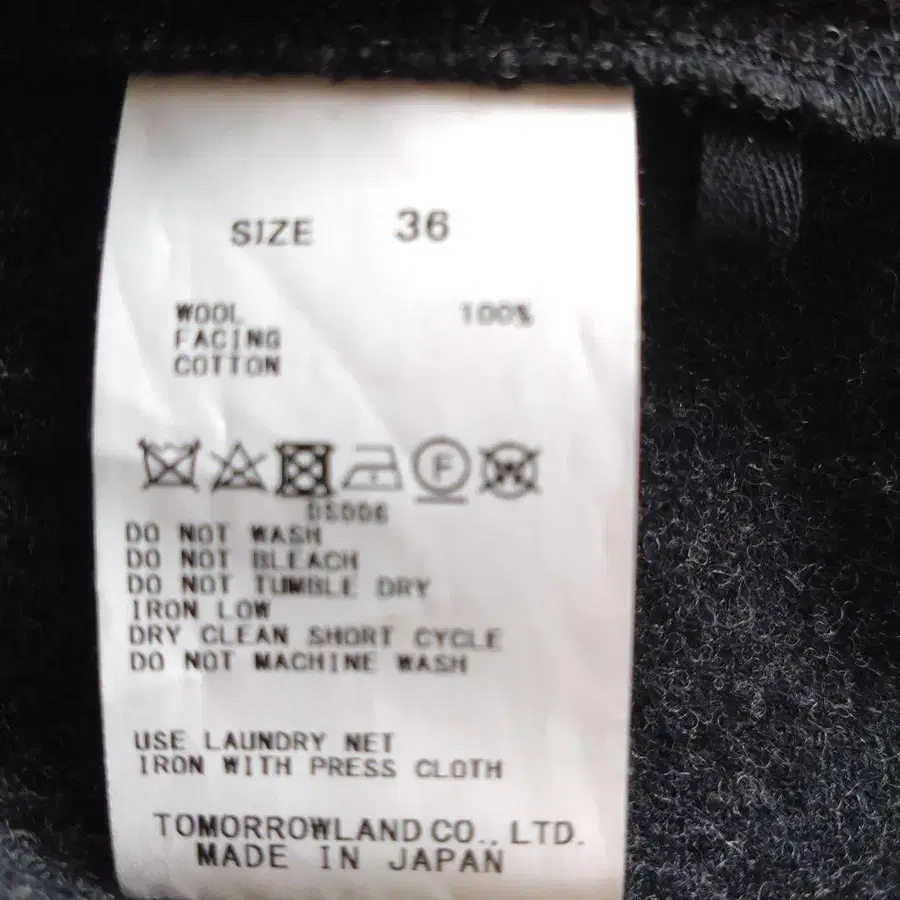 SIZE 36
WOOL 100%
FACING
COTTON
F
W
DS006
DO NOT WASH
DO NOT BLEACH
DO NOT TUMBLE DRY
IRON LOW
DRY CLEAN SHORT CYCLE
DO NOT MACHINE WASH
USE LAUNDRY NET
IRON WITH PRESS CLOTH
TOMORROWLAND CO., LTD.
MADE IN JAPAN